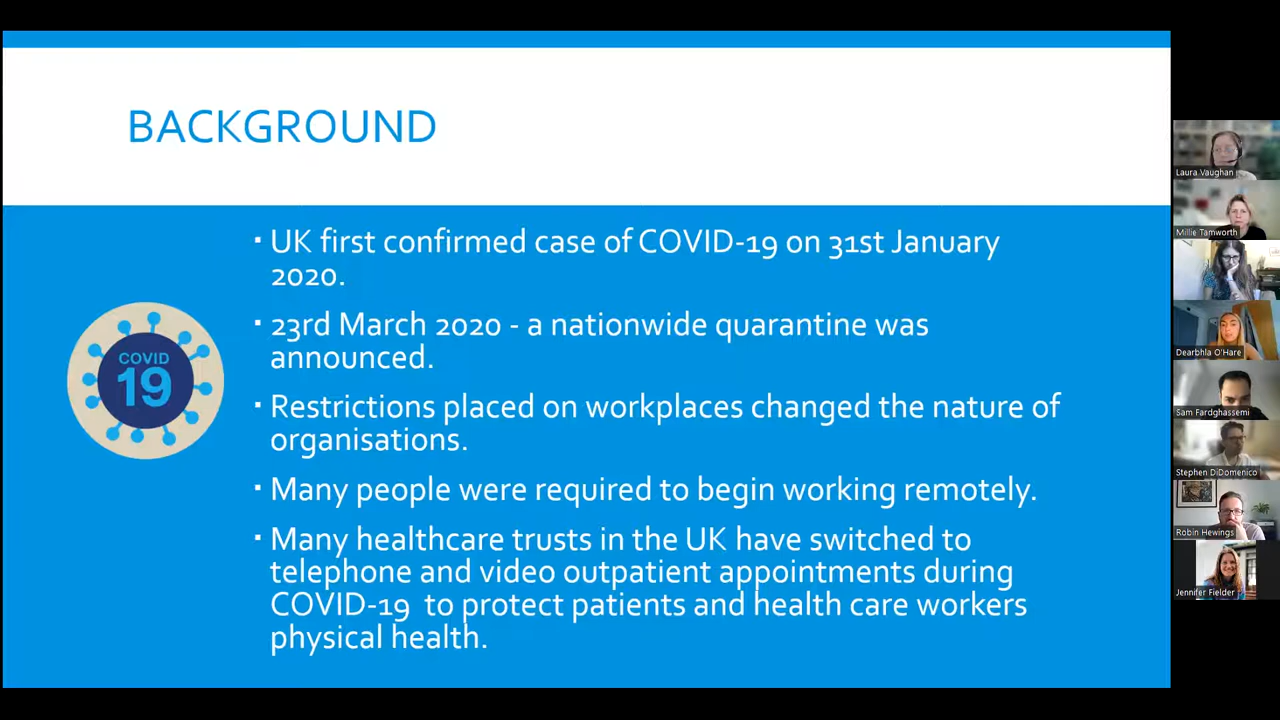 BACKGROUND
UK first confirmed case of COVID-19 on 31st January
2020.
23rd March 2020 - a nationwide quarantine was
announced.
Restrictions placed on workplaces changed the nature of
organisations.
Many people were required to begin working remotely.
Many healthcare trusts in the UK have switched to
telephone and video outpatient appointments during
COVID-19 to protect patients and health care workers
physical health.
COVID
19
Laura Vaughan
Millie Tamworth
Dearbhla O'Hare
Sam Fardghassemi
Stephen DiDomenico
Robin Hewings
Jennifer Fielder